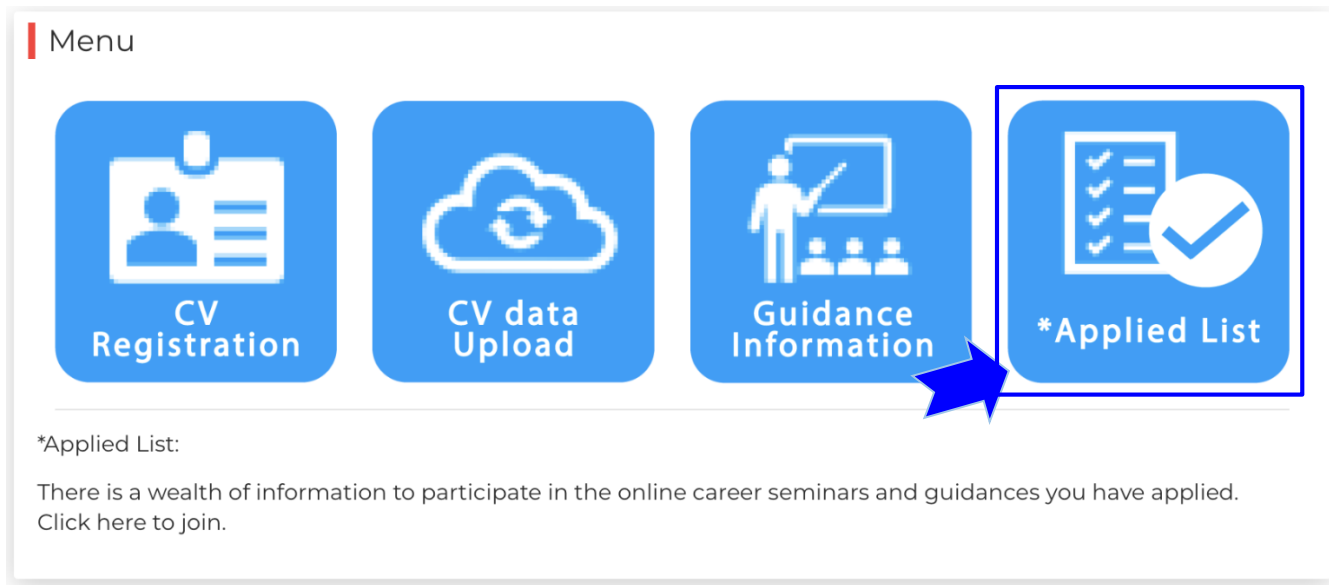 Menu
CV
Registration
CV data
Upload
Guidance
Information
*Applied List
*Applied List:
There is a wealth of information to participate in the online career seminars and guidances you have applied.
Click here to join.